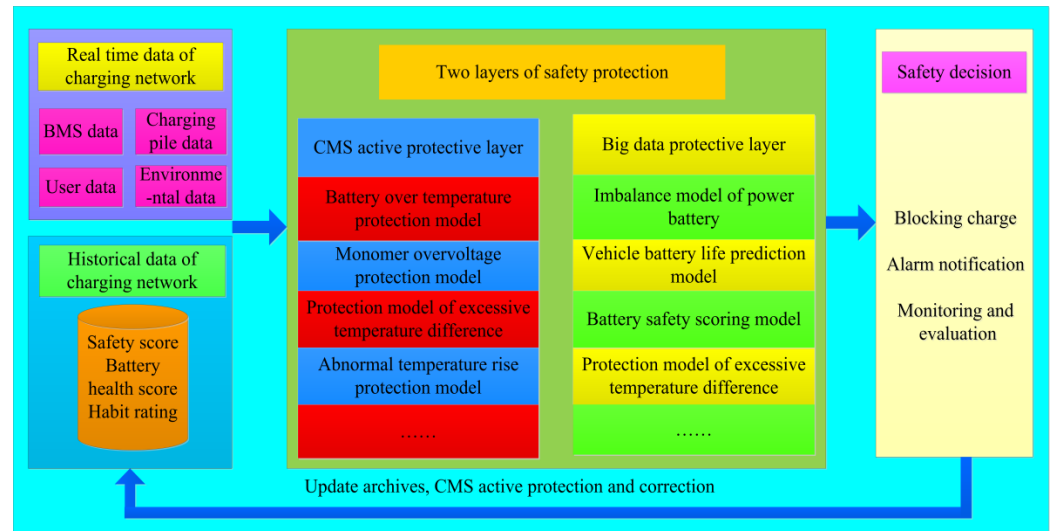 Real time data of
charging network
BMS data
Charging
pile data
User data
Environme
-ntal data
Historical data of
charging network
Safety score
Battery
health score
Habit rating
Two layers of safety protection
CMS active protective layer
Battery over temperature
protection model
Monomer overvoltage
protection model
Protection model of excessive
temperature difference
Abnormal temperature rise
protection model
......
Big data protective layer
Imbalance model of power
battery
Vehicle battery life prediction
model
Battery safety scoring model
Protection model of excessive
temperature difference
......
Safety decision
Blocking charge
Alarm notification
Monitoring and
evaluation
Update archives, CMS active protection and correction